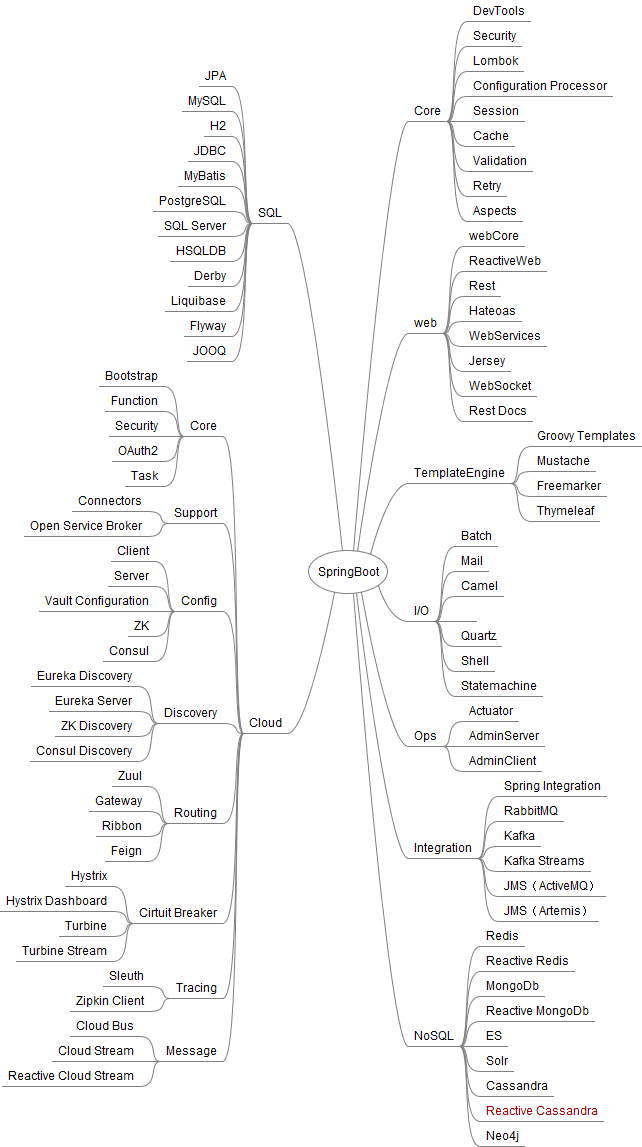 SpringBoot
Core
DevTools
Security
Lombok
Configuration Processor
Session
Cache
Validation
Retry
Aspects
web
webCore
ReactiveWeb
Rest
Hateoas
WebServices
Jersey
WebSocket
Rest Docs
TemplateEngine
Groovy Templates
Mustache
Freemarker
Thymeleaf
I/O
Batch
Mail
Camel
Quartz
Shell
Statemachine
Ops
Actuator
AdminServer
AdminClient
Integration
Spring Integration
RabbitMQ
Kafka
Kafka Streams
JMS（ActiveMQ）
JMS（Artemis）
NoSQL
Redis
Reactive Redis
MongoDb
Reactive MongoDb
ES
Solr
Cassandra
Reactive Cassandra
Neo4j
SQL
JPA
MySQL
H2
JDBC
MyBatis
PostgreSQL
SQL Server
HSQLDB
Derby
Liquibase
Flyway
JOOQ
Cloud
Core
Bootstrap
Function
Security
OAuth2
Task
Support
Connectors
Open Service Broker
Config
Client
Server
Vault Configuration
ZK
Consul
Discovery
Eureka Discovery
Eureka Server
ZK Discovery
Consul Discovery
Routing
Zuul
Gateway
Ribbon
Feign
Cirtuit Breaker
Hystrix
Hystrix Dashboard
Turbine
Turbine Stream
Tracing
Sleuth
Zipkin Client
Message
Cloud Bus
Cloud Stream
Reactive Cloud Stream